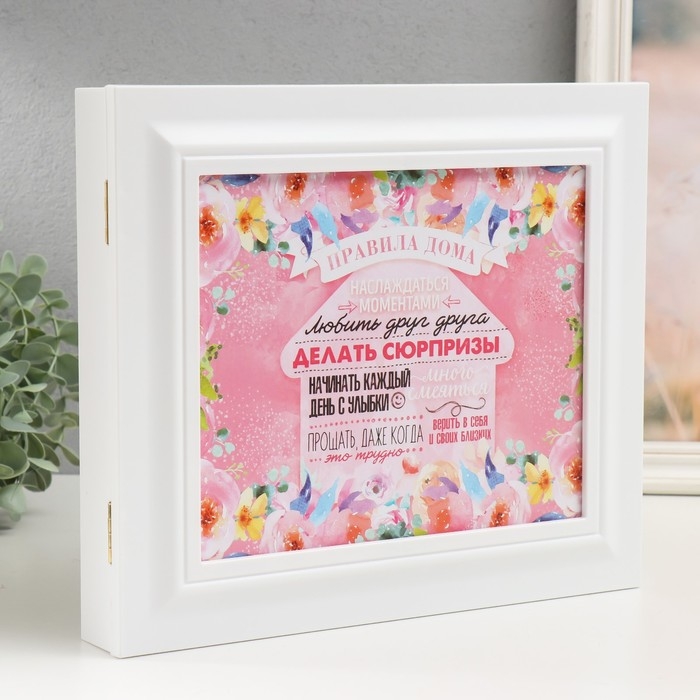 ПРАВИЛА ДОМА
НАСЛАЖДАТЬСЯ
МОМЕНТАМИ
Любить друг друга
ДЕЛАТЬ СЮРПРИЗЫ
НАЧИНАТЬ КАЖДЫЙ
ДЕНЬ С УЛЫБКИ
много
смеяться
ПРОЩАТЬ, ДАЖЕ КОГДА
это трудно
ВЕРИТЬ В СЕБЯ
И СВОИХ БЛИЗКИХ